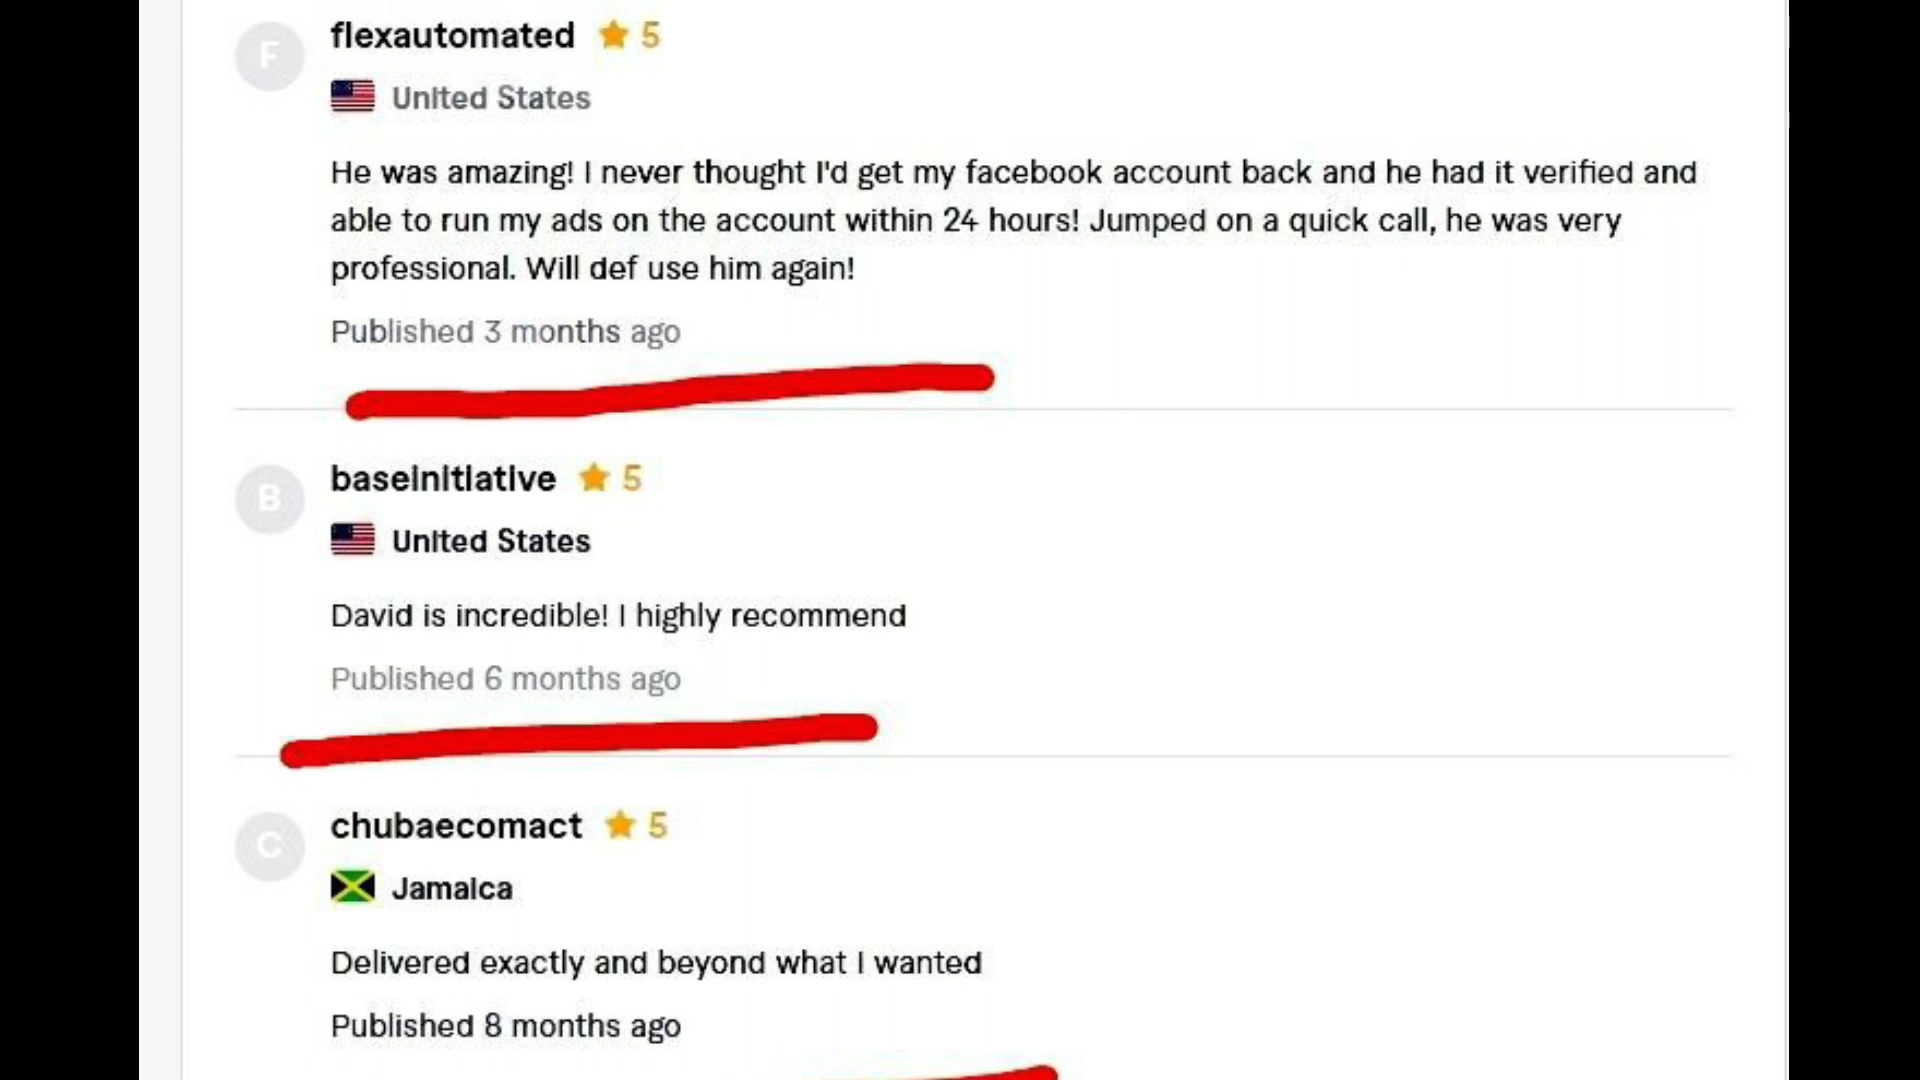 F
flexautomated ★ 5
United States
He was amazing! I never thought I'd get my facebook account back and he had it verified and
able to run my ads on the account within 24 hours! Jumped on a quick call, he was very
professional. Will def use him again!
Published 3 months ago
B
baseinitiative ★ 5
United States
David is incredible! I highly recommend
Published 6 months ago
C
chubaecomact ★ 5
Jamaica
Delivered exactly and beyond what I wanted
Published 8 months ago